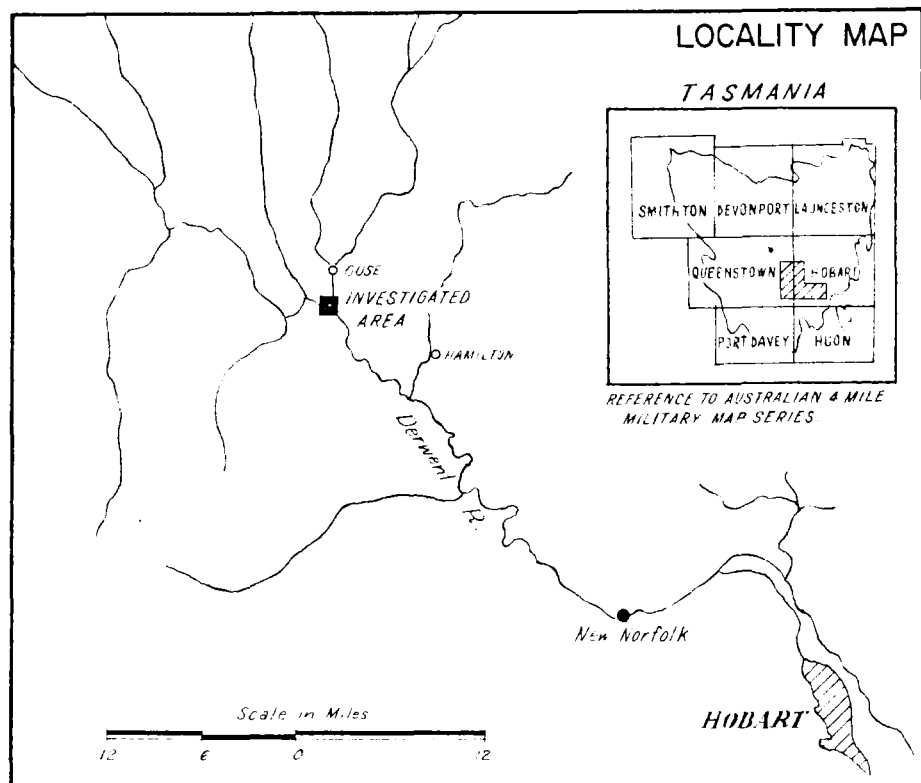 LOCALITY MAP
TASMANIA
SMITHTON
DEVONPORT
LAUNCESTON
QUEENSTOWN
HOBART
PORT DAVEY
HUON
REFERENCE TO AUSTRALIAN 4 MILE
MILITARY MAP SERIES.
OUSE
INVESTIGATED
AREA
HAMILTON
Derwent
R.
New Norfolk
HOBART
Scale in Miles
12 6 0 12